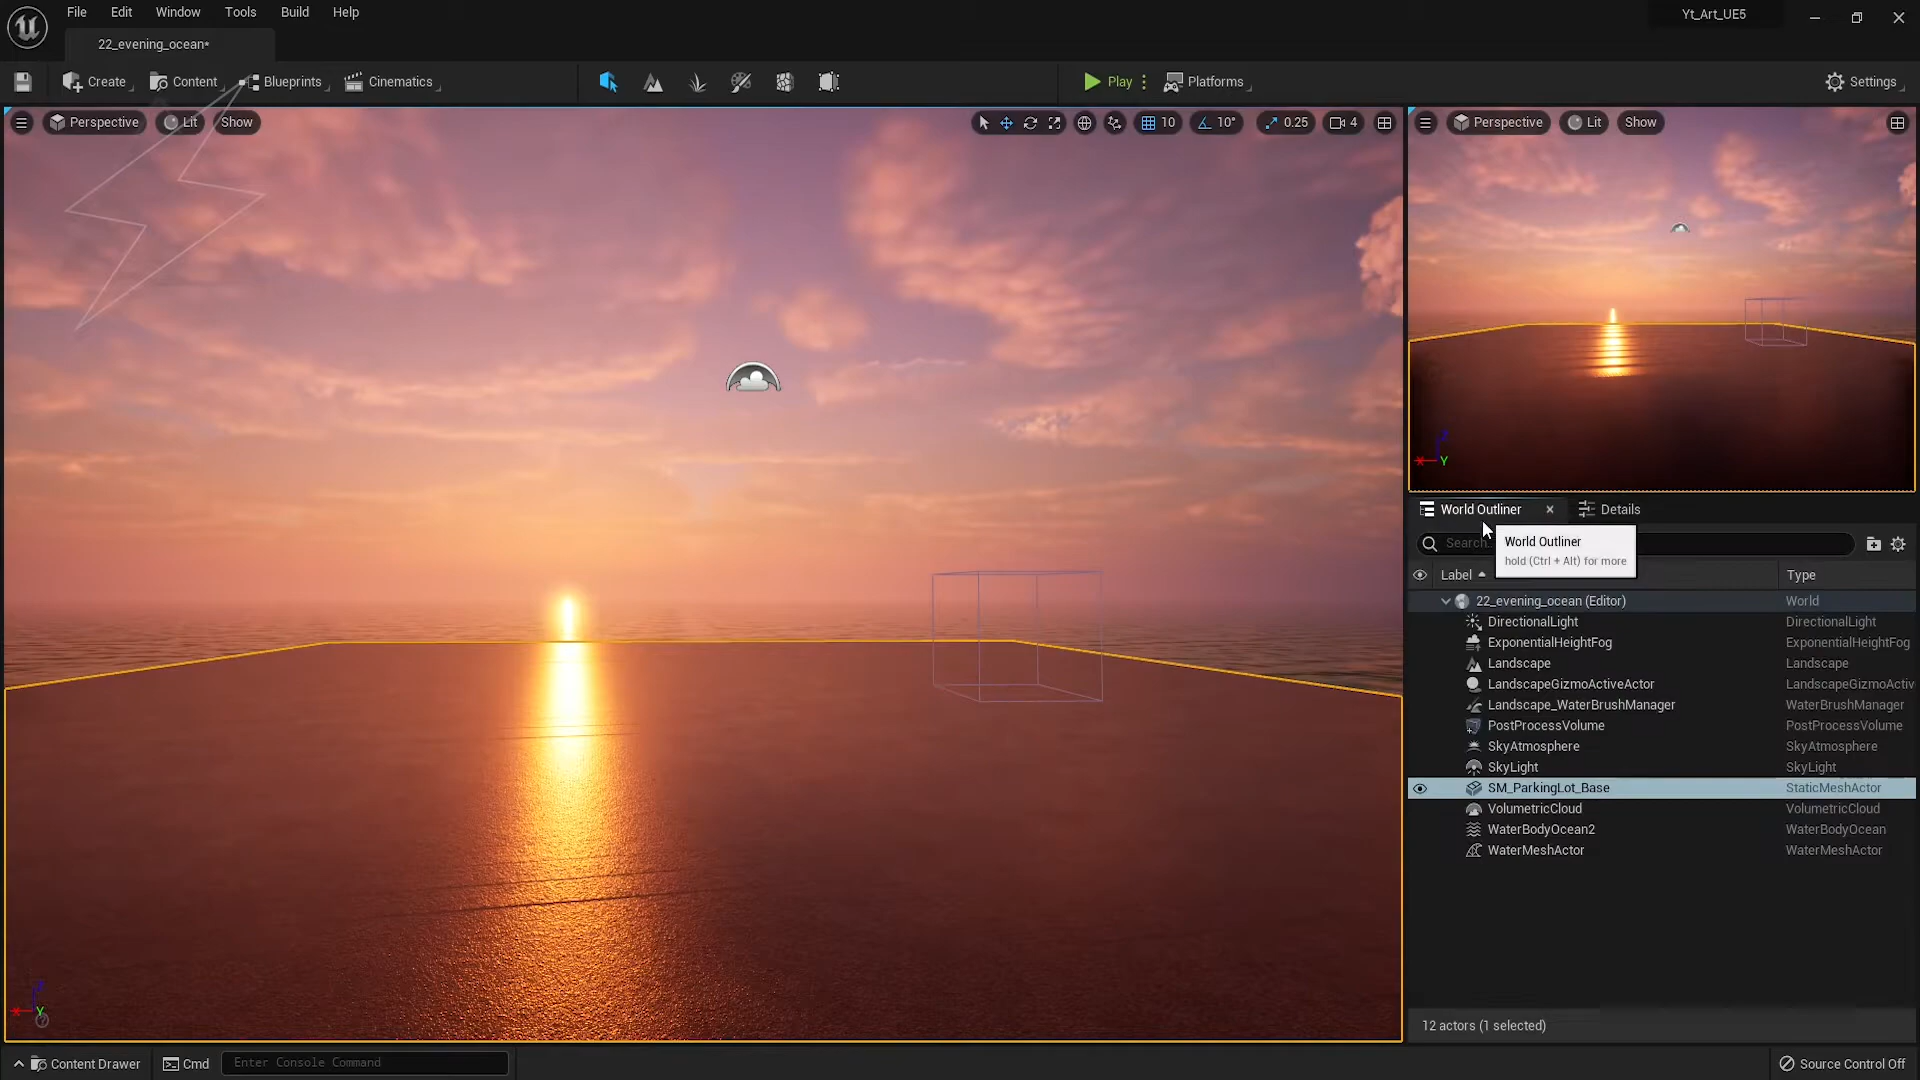 File Edit Window Tools Build Help
Yt_Art_UE5
22_evening_ocean*
Create Content Blueprints Cinematics Play Platforms Settings
Perspective Lit Show 10 10° 0.25 4
Perspective Lit Show
World Outliner Details
Search
World Outliner
hold (Ctrl + Alt) for more
Label Type
22_evening_ocean (Editor) World
DirectionalLight DirectionalLight
ExponentialHeightFog ExponentialHeightFog
Landscape Landscape
LandscapeGizmoActiveActor LandscapeGizmoActiv
Landscape_WaterBrushManager WaterBrushManager
PostProcessVolume PostProcessVolume
SkyAtmosphere SkyAtmosphere
SkyLight SkyLight
SM_ParkingLot_Base StaticMeshActor
VolumetricCloud VolumetricCloud
WaterBodyOcean2 WaterBodyOcean
WaterMeshActor WaterMeshActor
X Y
X Y
12 actors (1 selected)
Content Drawer Cmd Enter Console Command Source Control Off